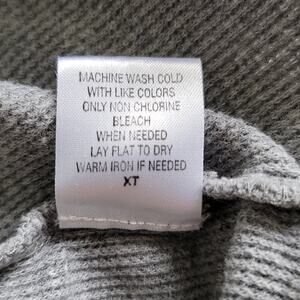 MACHINE WASH COLD
WITH LIKE COLORS
ONLY NON CHLORINE
BLEACH
WHEN NEEDED
LAY FLAT TO DRY
WARM IRON IF NEEDED
XT